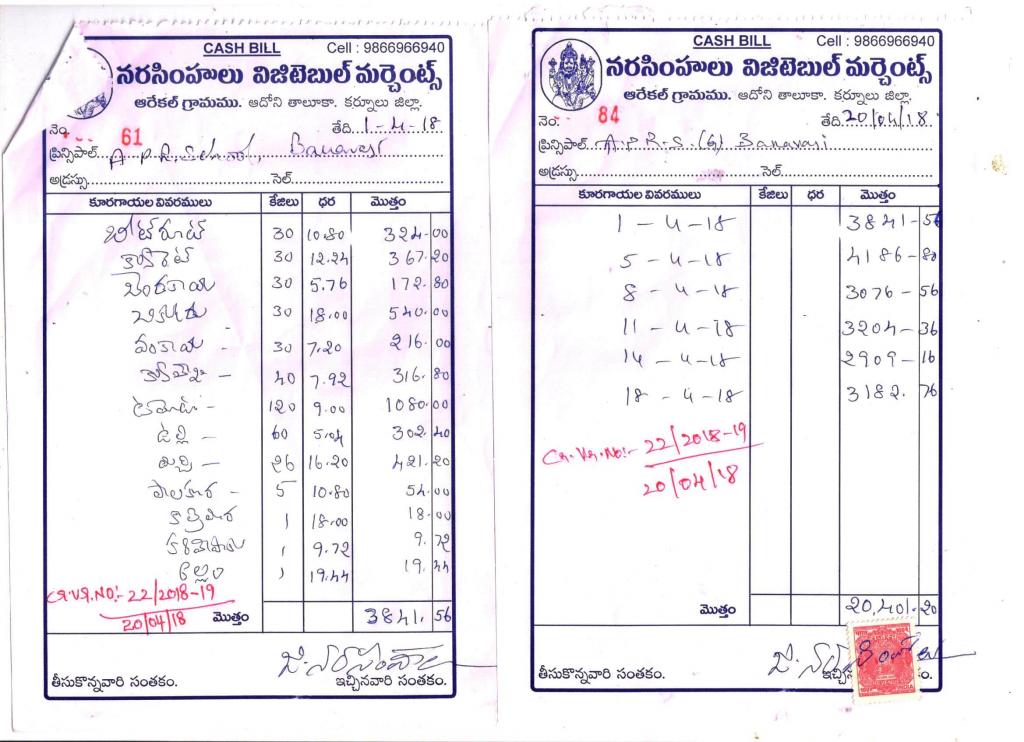 CASH BILL Cell : 9866966940
నరసింహులు విజిటెబుల్ మర్చెంట్స్
ఆరేకల్ గ్రామము. ఆదోని తాలూకా. కర్నూలు జిల్లా.
నెం. 61 తేది. 1-4-18
ప్రిన్సిపాల్. A.P.R. School, Banavasi
అడ్రస్సు. సెల్.
కూరగాయల వివరములు కేజిలు ధర మొత్తం
బీట్‌రూట్ 30 10.80 324-00
క్యారెట్ 30 12.24 367.20
30 5.76 172.80
30 18.00 540.00
వంకాయ 30 7.20 216.00
- 40 7.92 316.80
టమోటా - 120 9.00 1080.00
ఉల్లి - 60 5.04 302.40
మిర్చి - 26 16.20 421.20
పాలకూర - 5 10.80 54.00
1 18.00 18-00
కరివేపాకు 1 9.72 9.72
అల్లం 1 19.44 19.44
Cr.Vr.NO:- 22/2018-19
20/04/18
మొత్తం 3841.56
తీసుకొన్నవారి సంతకం. ఇచ్చినవారి సంతకం.
CASH BILL Cell : 9866966940
నరసింహులు విజిటెబుల్ మర్చెంట్స్
ఆరేకల్ గ్రామము. ఆదోని తాలూకా. కర్నూలు జిల్లా.
నెం. 84 తేది. 20/04/18
ప్రిన్సిపాల్. A.P.R.S (G) Banavasi
అడ్రస్సు. సెల్.
కూరగాయల వివరములు కేజిలు ధర మొత్తం
1 - 4 - 18 3841-56
5 - 4 - 18 4186-80
8 - 4 - 18 3076-56
11 - 4 - 18 3204-36
14 - 4 - 18 2909-16
18 - 4 - 18 3182.76
Cr.Vr.No:- 22/2018-19
20/04/18
మొత్తం 20,401.20
తీసుకొన్నవారి సంతకం.
REVENUE
INDIA